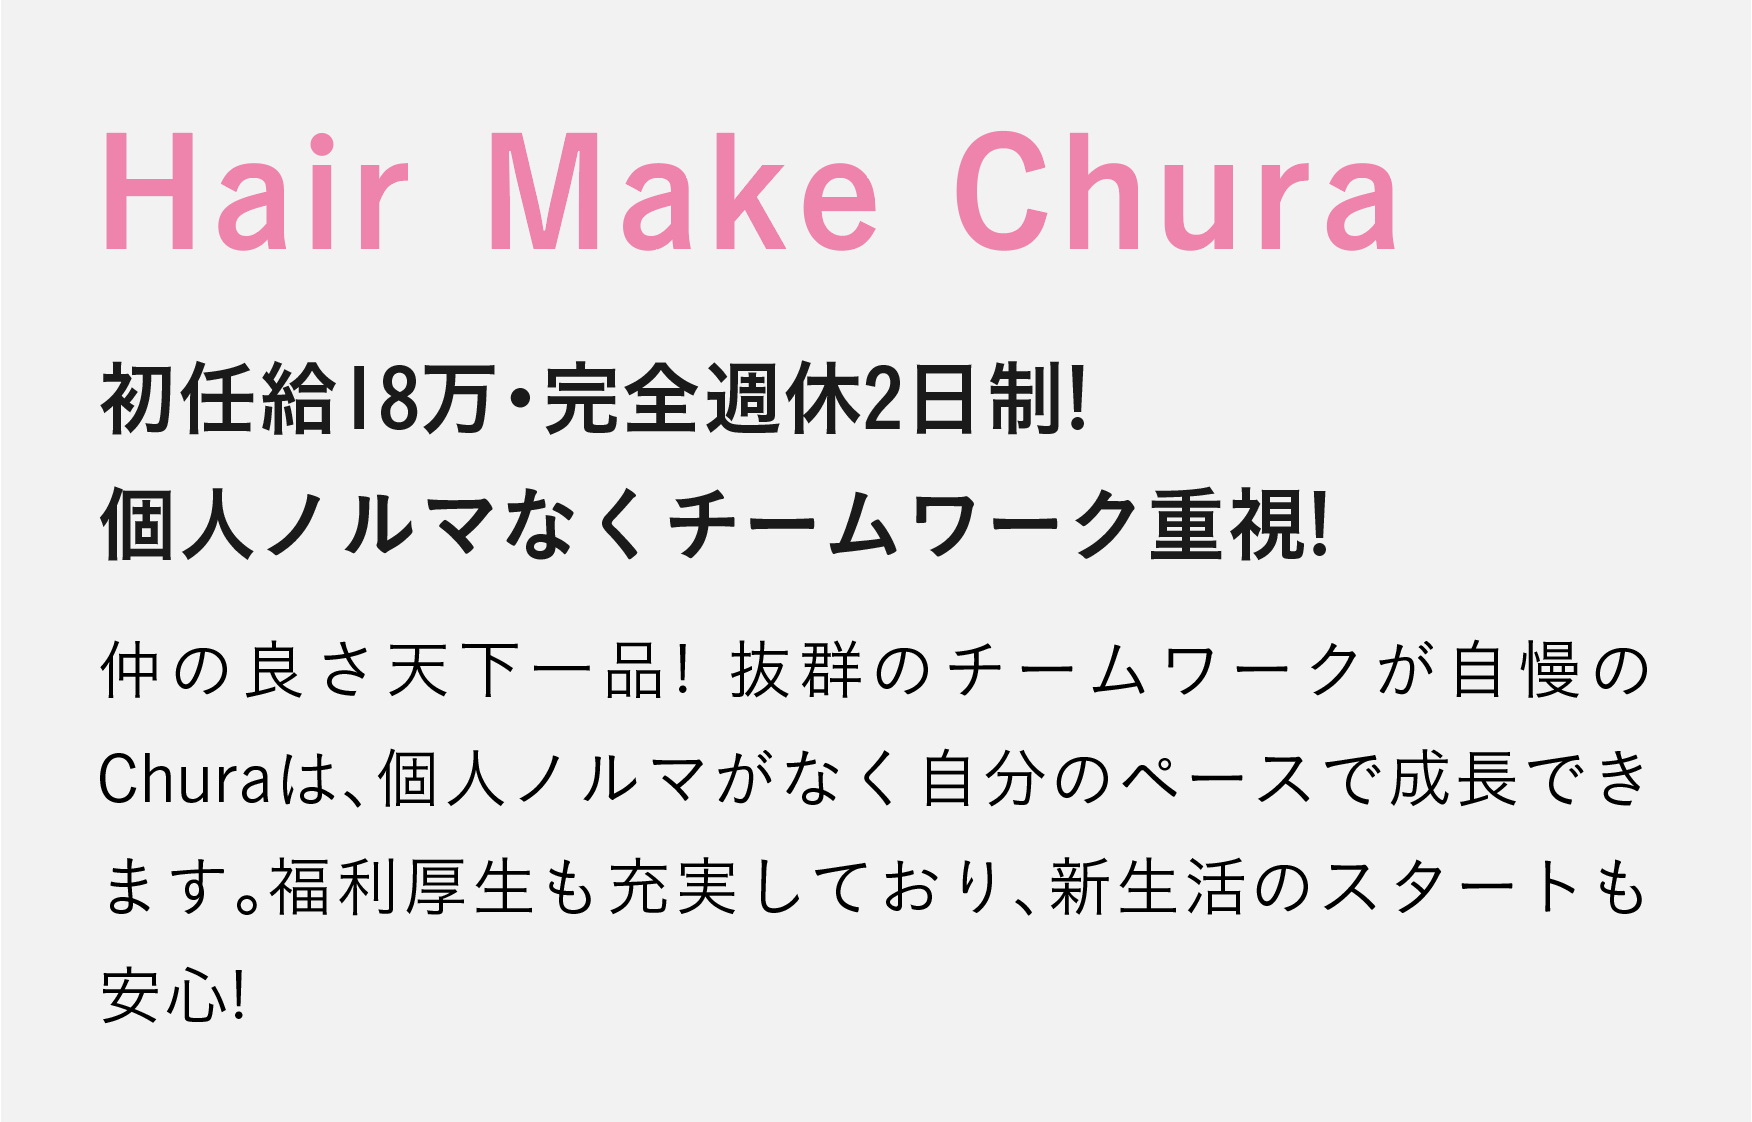 Hair Make Chura
初任給18万・完全週休2日制!
個人ノルマなくチームワーク重視!
仲の良さ天下一品! 抜群のチームワークが自慢の
Churaは、個人ノルマがなく自分のペースで成長でき
ます。福利厚生も充実しており、新生活のスタートも
安心!